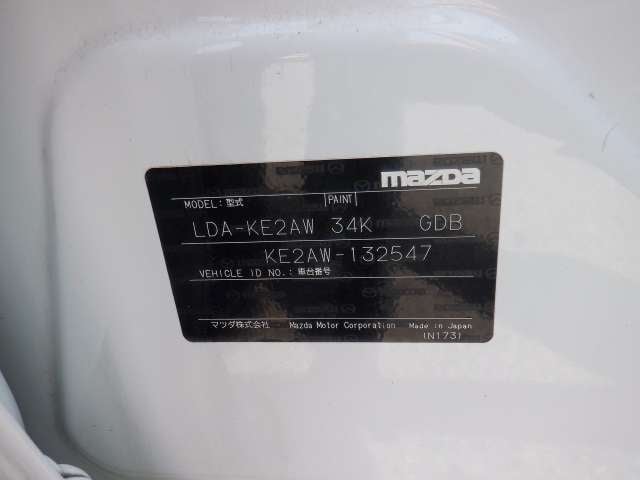 mazda
MODEL:型式 PAINT
LDA-KE2AW 34K GDB
KE2AW-132547
VEHICLE ID NO.:車台番号
マツダ株式会社 Mazda Motor Corporation Made in Japan
(N173)